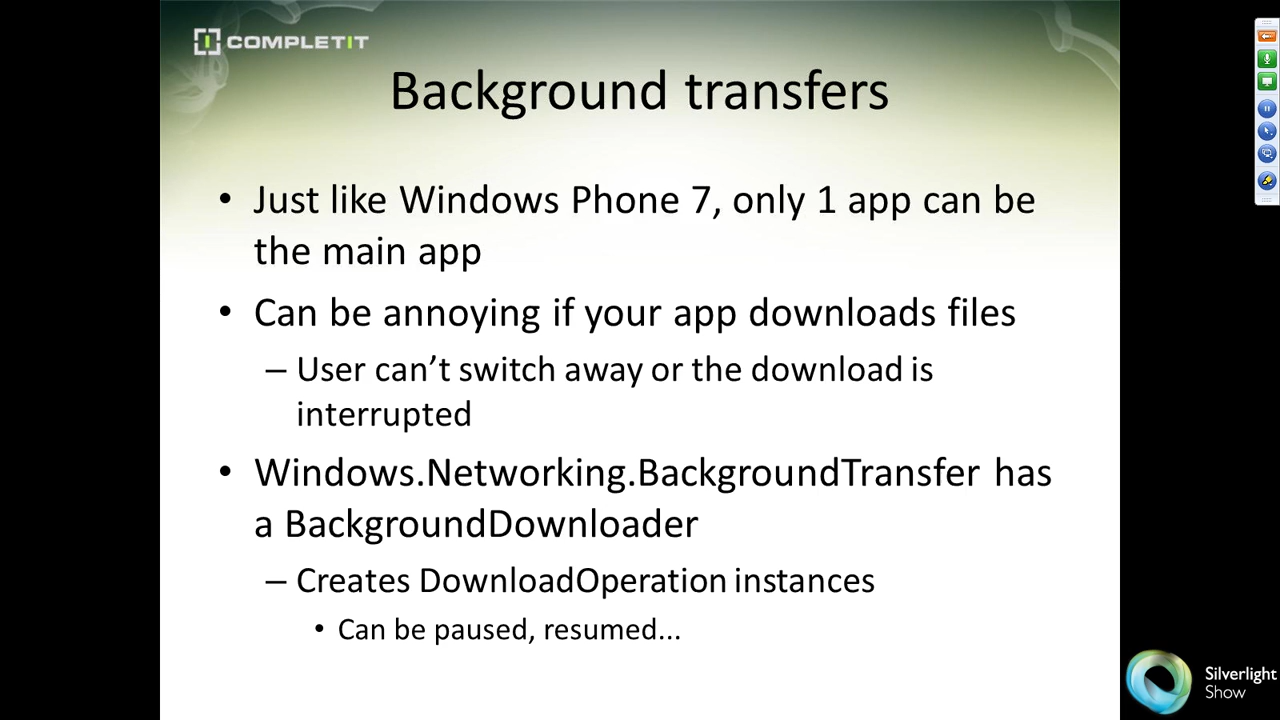 COMPLETIT
Background transfers
• Just like Windows Phone 7, only 1 app can be
the main app
• Can be annoying if your app downloads files
– User can’t switch away or the download is
interrupted
• Windows.Networking.BackgroundTransfer has
a BackgroundDownloader
– Creates DownloadOperation instances
• Can be paused, resumed...
Silverlight
Show